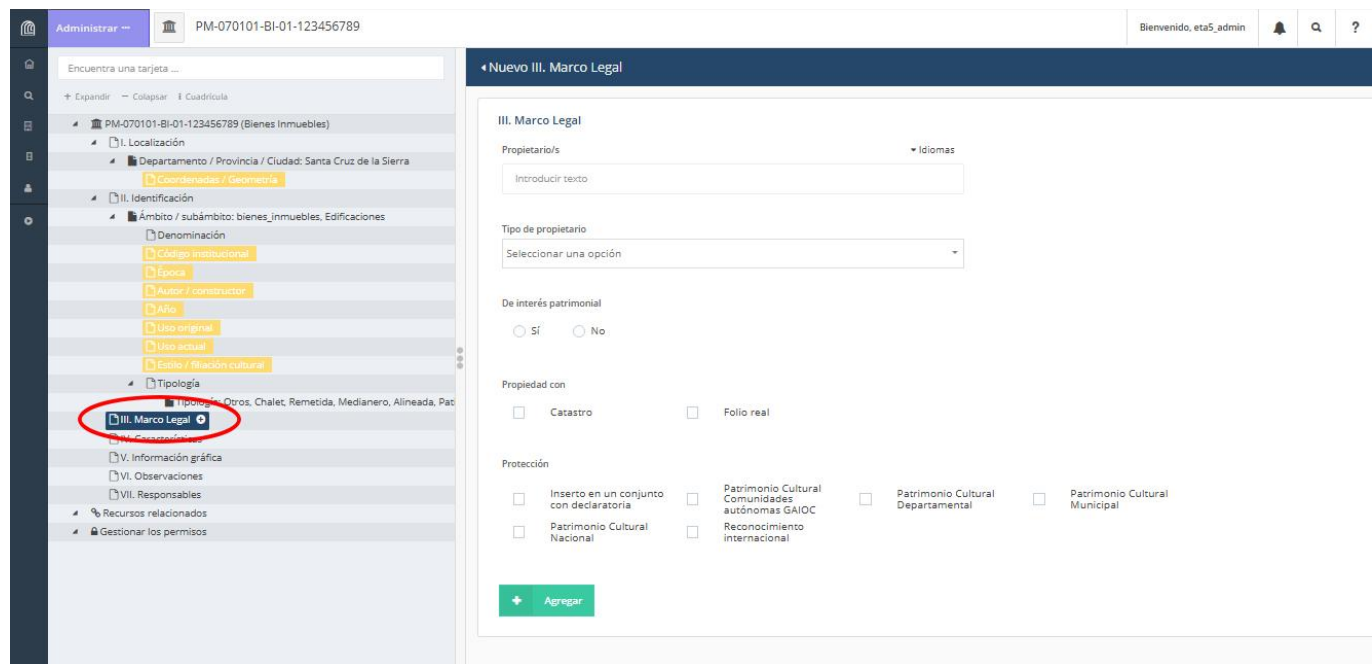 Administrar ···
PM-070101-BI-01-123456789
Bienvenido, eta5_admin
?
Encuentra una tarjeta ...
+ Expandir − Colapsar Cuadrícula
PM-070101-BI-01-123456789 (Bienes Inmuebles)
I. Localización
Departamento / Provincia / Ciudad: Santa Cruz de la Sierra
Coordenadas / Geometría
II. Identificación
Ámbito / subámbito: bienes_inmuebles, Edificaciones
Denominación
Código institucional
Época
Autor / constructor
Año
Uso original
Uso actual
Estilo / filiación cultural
Tipología
Tipología: Otros, Chalet, Remetida, Medianero, Alineada, Pat
III. Marco Legal
IV. Características
V. Información gráfica
VI. Observaciones
VII. Responsables
Recursos relacionados
Gestionar los permisos
Nuevo III. Marco Legal
III. Marco Legal
Propietario/s
Idiomas
Introducir texto
Tipo de propietario
Seleccionar una opción
De interés patrimonial
Sí No
Propiedad con
Catastro Folio real
Protección
Inserto en un conjunto
con declaratoria
Patrimonio Cultural
Comunidades
autónomas GAIOC
Patrimonio Cultural
Departamental
Patrimonio Cultural
Municipal
Patrimonio Cultural
Nacional
Reconocimiento
internacional
+ Agregar